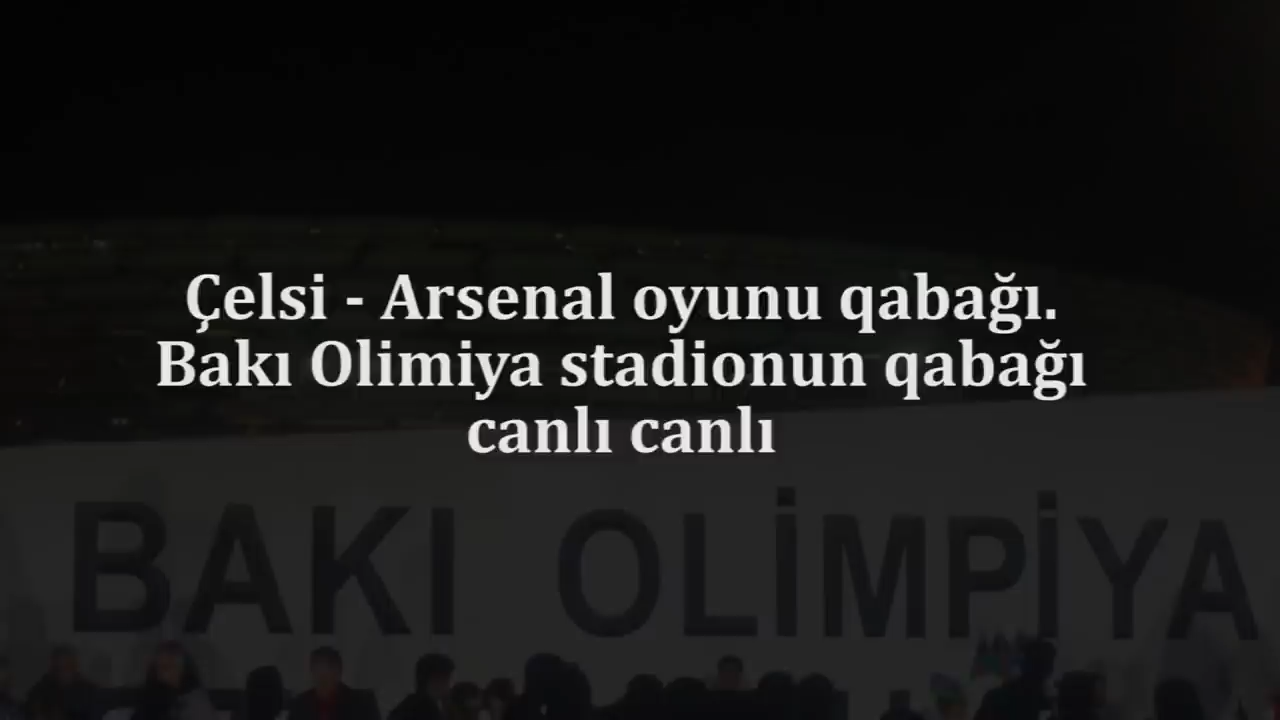 Çelsi - Arsenal oyunu qabağı.
Bakı Olimiya stadionun qabağı
canlı canlı
BAKI OLİMPİYA